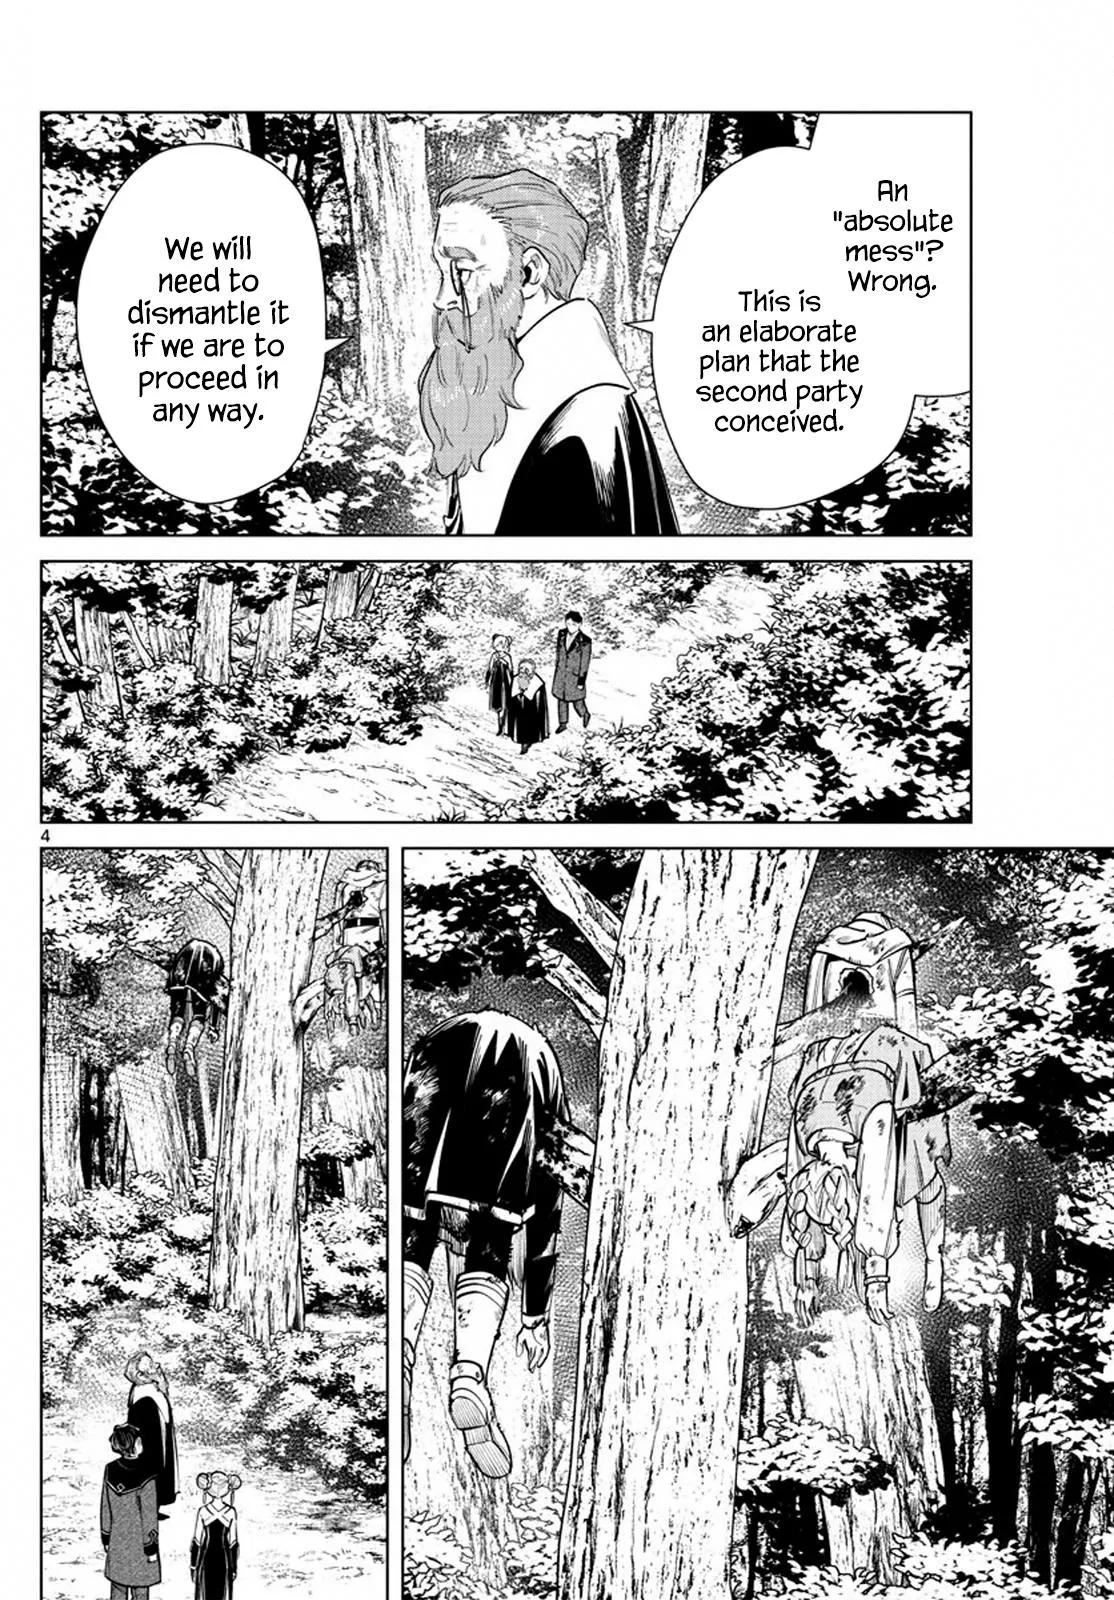 An
"absolute
mess"?
Wrong.
This is
an elaborate
plan that the
second party
conceived.
We will
need to
dismantle it
if we are to
proceed in
any way.
4